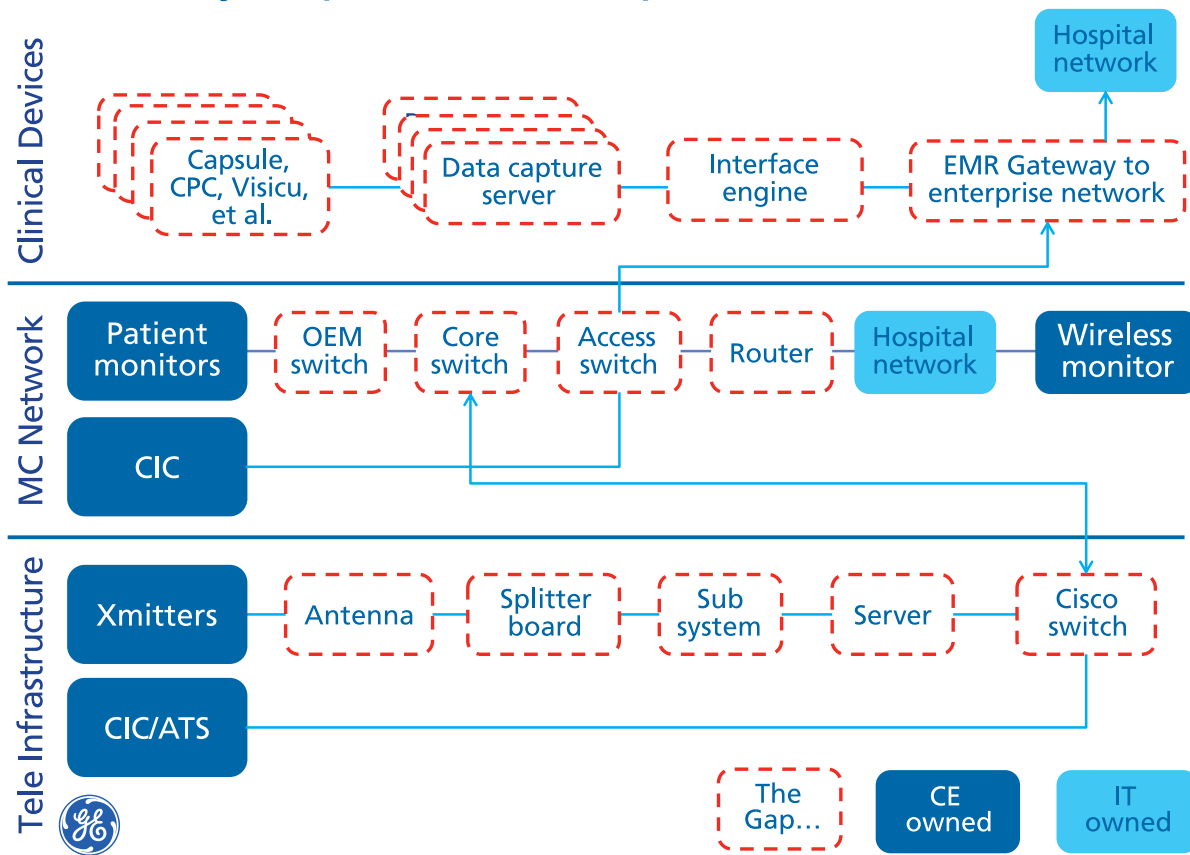 Clinical Devices
Hospital
network
Capsule,
CPC, Visicu,
et al.
Data capture
server
Interface
engine
EMR Gateway to
enterprise network
MC Network
Patient
monitors
OEM
switch
Core
switch
Access
switch
Router
Hospital
network
Wireless
monitor
CIC
Tele Infrastructure
Xmitters
Antenna
Splitter
board
Sub
system
Server
Cisco
switch
CIC/ATS
GE
The
Gap...
CE
owned
IT
owned